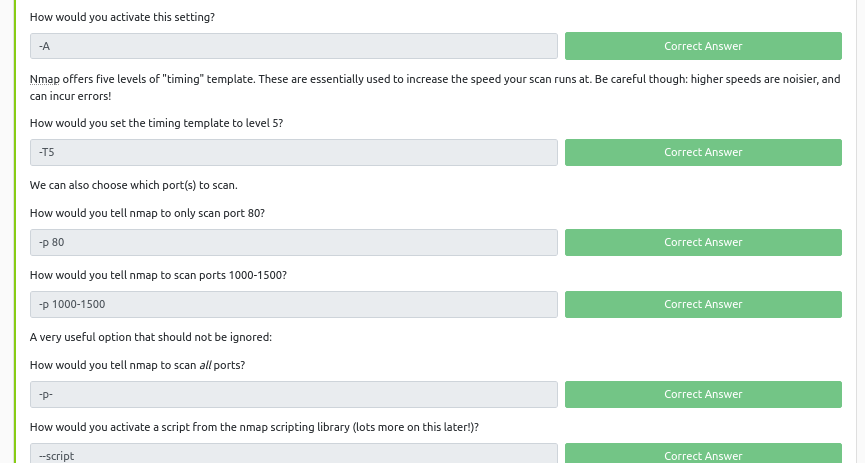 How would you activate this setting?
-A
Correct Answer
Nmap offers five levels of "timing" template. These are essentially used to increase the speed your scan runs at. Be careful though: higher speeds are noisier, and
can incur errors!
How would you set the timing template to level 5?
-T5
Correct Answer
We can also choose which port(s) to scan.
How would you tell nmap to only scan port 80?
-p 80
Correct Answer
How would you tell nmap to scan ports 1000-1500?
-p 1000-1500
Correct Answer
A very useful option that should not be ignored:
How would you tell nmap to scan all ports?
-p-
Correct Answer
How would you activate a script from the nmap scripting library (lots more on this later!)?
--script
Correct Answer